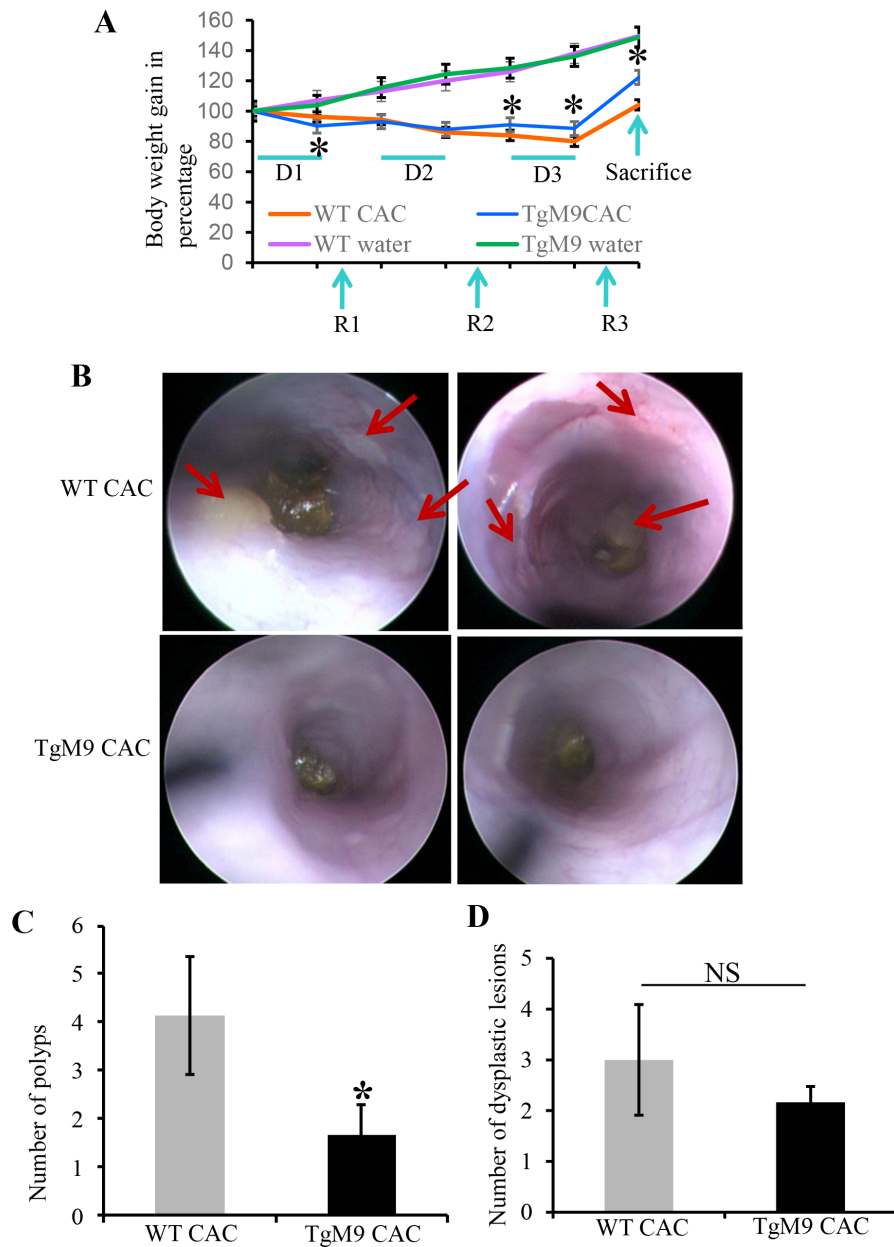 A
Body weight gain in
percentage
160
140
120
100
80
60
40
20
0
*
*
*
*
D1
D2
D3
Sacrifice
WT CAC
TgM9CAC
WT water
TgM9 water
R1
R2
R3
B
WT CAC
TgM9 CAC
C
Number of polyps
6
5
4
3
2
1
0
*
WT CAC
TgM9 CAC
D
Number of dysplastic lesions
5
4
3
2
1
0
NS
WT CAC
TgM9 CAC